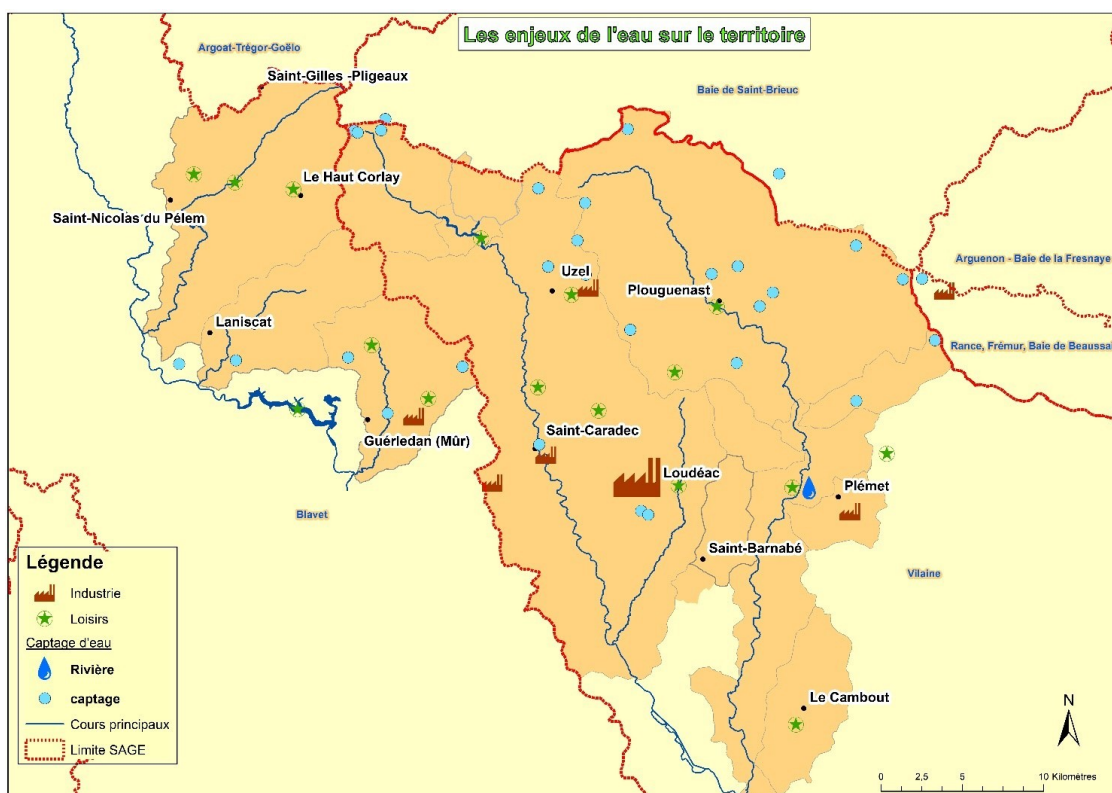 Les enjeux de l'eau sur le territoire
Argoat-Trégor-Goëlo
Saint-Gilles -Pligeaux
Baie de Saint-Brieuc
Le Haut Corlay
Saint-Nicolas du Pélem
Arguenon - Baie de la Fresnaye
Uzel
Plouguenast
Laniscat
Rance, Frémur, Baie de Beaussai
Guérledan (Mûr)
Saint-Caradec
Loudéac
Plémet
Blavet
Saint-Barnabé
Vilaine
Légende
Industrie
Loisirs
Captage d'eau
Rivière
captage
Cours principaux
Limite SAGE
Le Cambout
N
0 2,5 5 10 Kilomètres